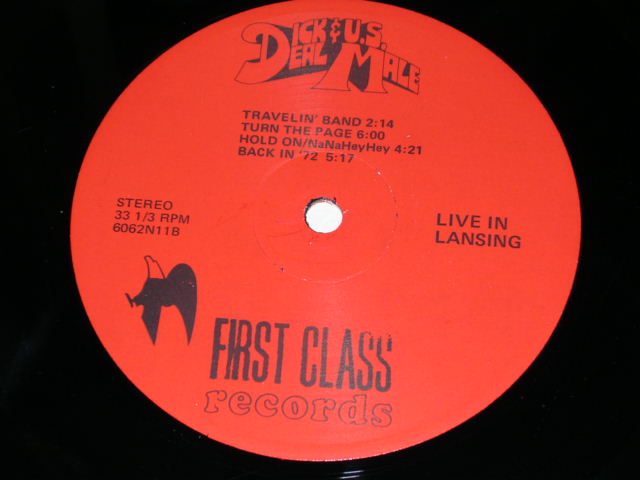 DICK & U.S.
DEAL MALE
TRAVELIN' BAND 2:14
TURN THE PAGE 6:00
HOLD ON/NaNaHeyHey 4:21
BACK IN '72 5:17
STEREO
33 1/3 RPM
6062N11B
LIVE IN
LANSING
FIRST CLASS
records